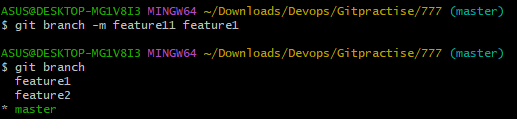 ASUS@DESKTOP-MG1V8I3 MINGW64 ~/Downloads/Devops/Gitpractise/777 (master)
$ git branch -m feature11 feature1
ASUS@DESKTOP-MG1V8I3 MINGW64 ~/Downloads/Devops/Gitpractise/777 (master)
$ git branch
  feature1
  feature2
* master